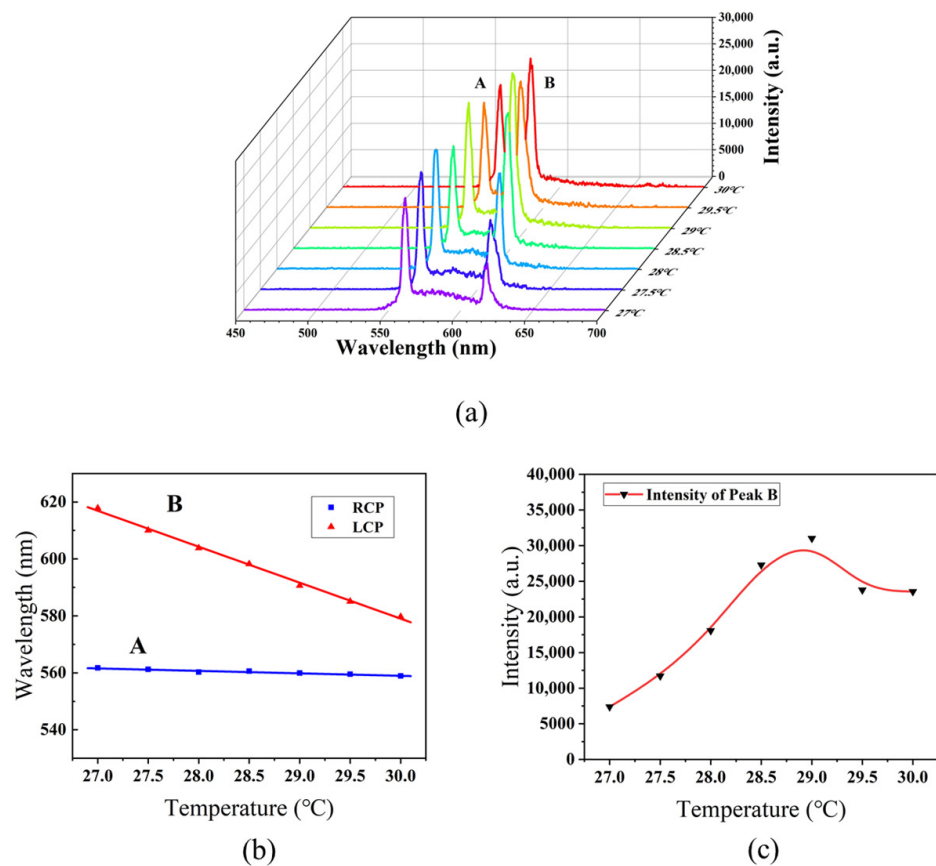 30,000
25,000
20,000
15,000
10,000
5000
0
Intensity (a.u.)
A
B
30℃
29.5℃
29℃
28.5℃
28℃
27.5℃
27℃
450 500 550 600 650 700
Wavelength (nm)
(a)
620
600
580
560
540
Wavelength (nm)
B
A
RCP
LCP
27.0 27.5 28.0 28.5 29.0 29.5 30.0
Temperature (℃)
(b)
40,000
35,000
30,000
25,000
20,000
15,000
10,000
5000
0
Intensity (a.u.)
Intensity of Peak B
27.0 27.5 28.0 28.5 29.0 29.5 30.0
Temperature (℃)
(c)